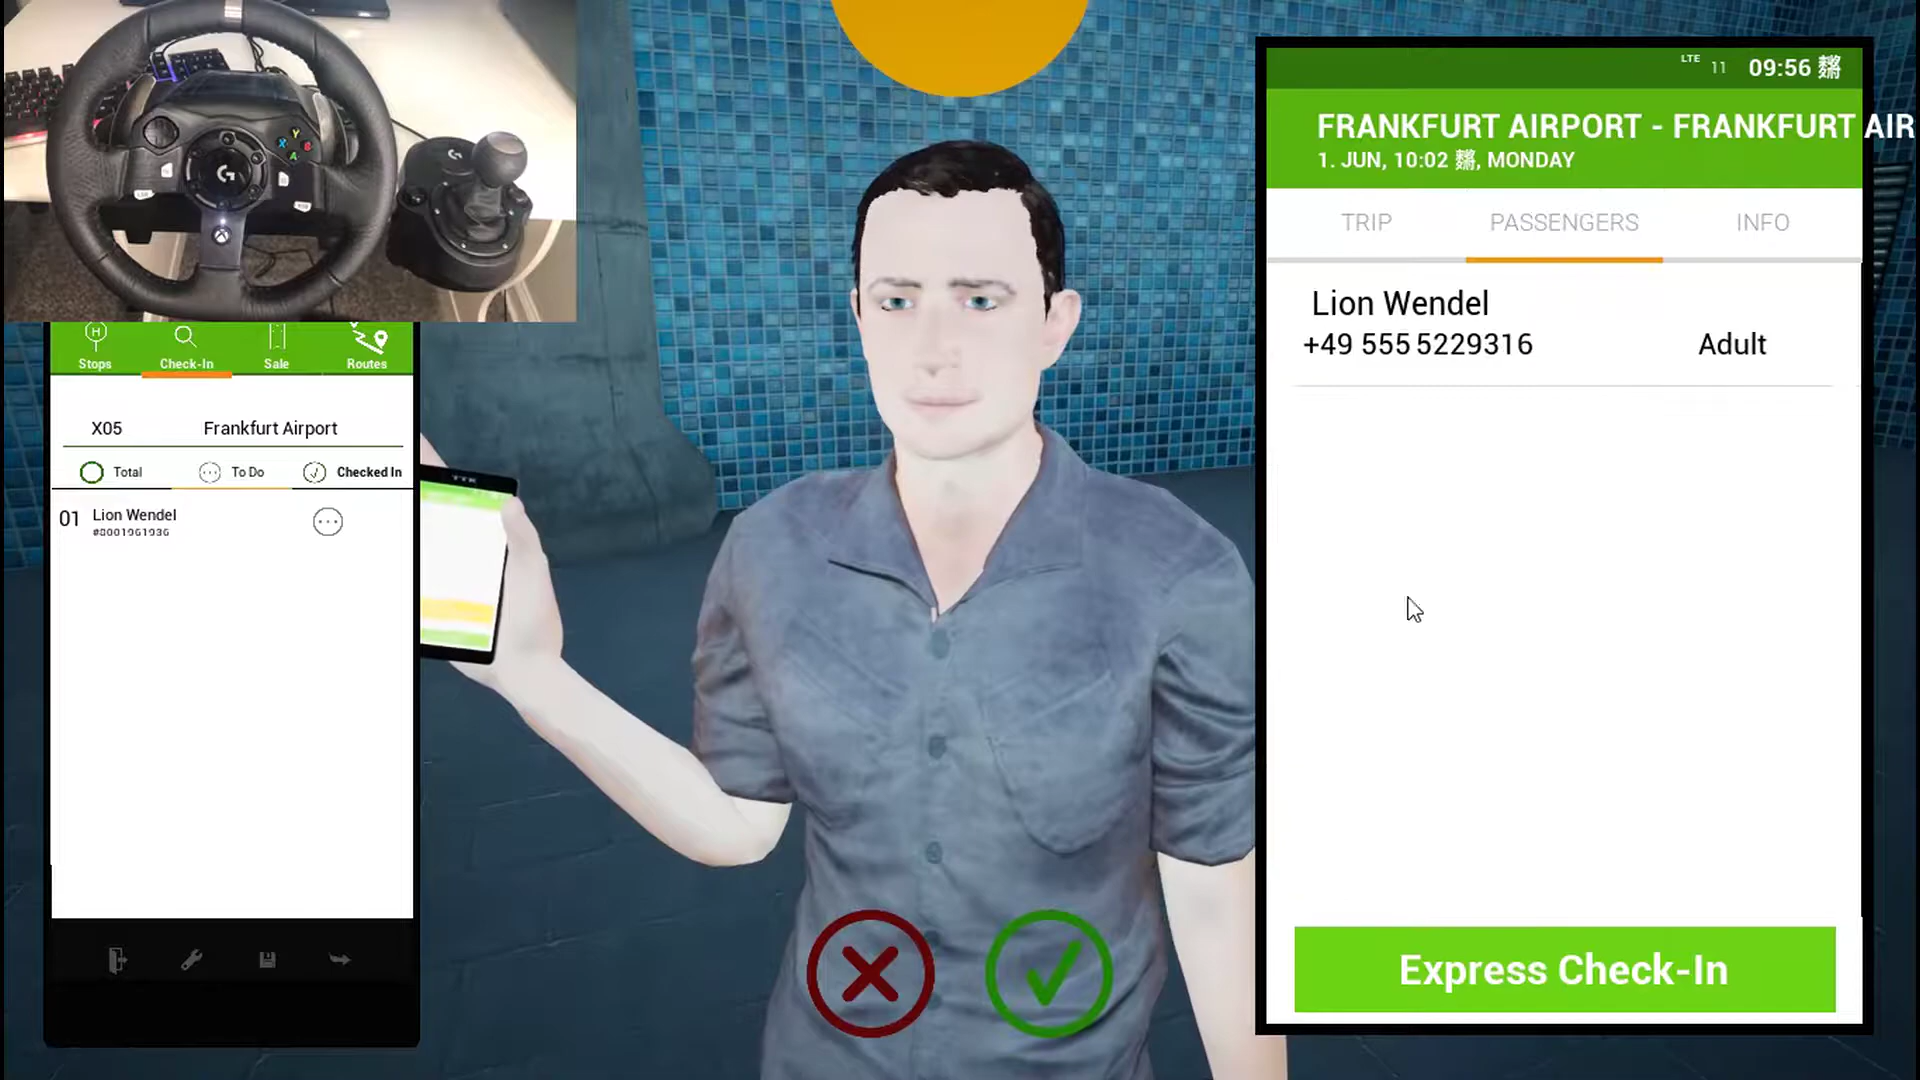 Stops
Check-In
Sale
Routes
X05
Frankfurt Airport
Total
To Do
Checked In
01
Lion Wendel
#8001961936
LTE
11
09:56
FRANKFURT AIRPORT - FRANKFURT AIR
1. JUN, 10:02 , MONDAY
TRIP
PASSENGERS
INFO
Lion Wendel
+49 555 5229316
Adult
Express Check-In